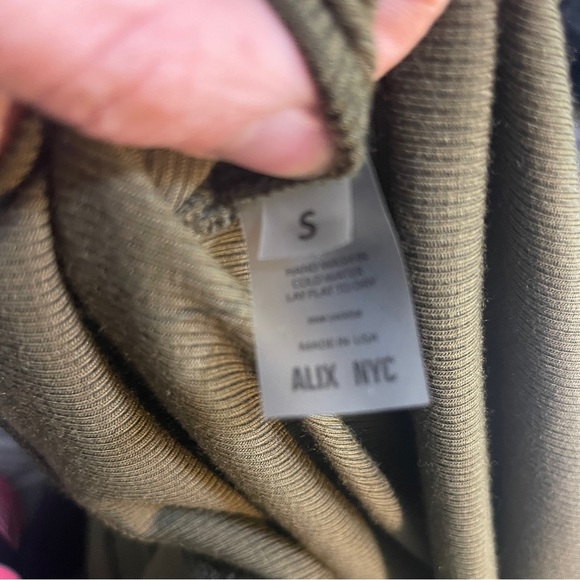 S
HAND WASH IN
COLD WATER
LAY FLAT TO DRY
MADE IN USA
ALIX NYC